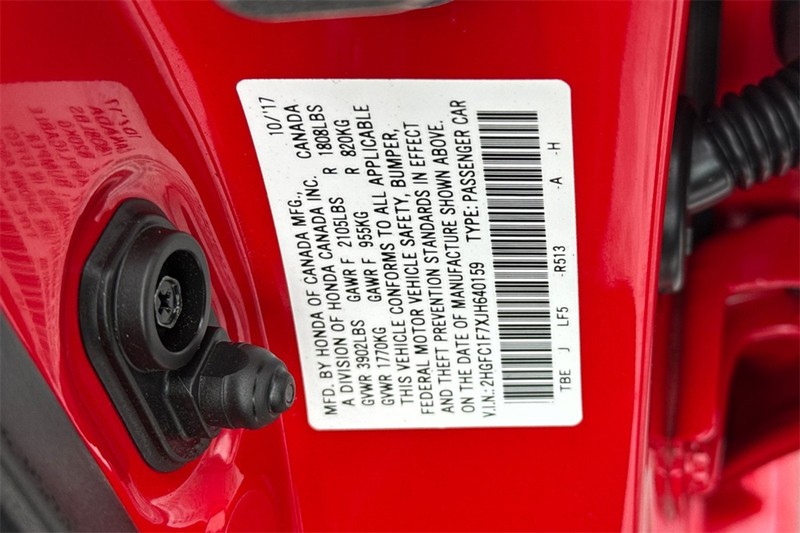 MFD. BY HONDA OF CANADA MFG., 10/17
A DIVISION OF HONDA CANADA INC. CANADA
GVWR 3902LBS GAWR F 2105LBS R 1808LBS
GVWR 1770KG GAWR F 955KG R 820KG
THIS VEHICLE CONFORMS TO ALL APPLICABLE
FEDERAL MOTOR VEHICLE SAFETY, BUMPER,
AND THEFT PREVENTION STANDARDS IN EFFECT
ON THE DATE OF MANUFACTURE SHOWN ABOVE.
V.I.N.:2HGFC1F7XJH640159 TYPE: PASSENGER CAR
TBE J LF5 -R513 -A -H